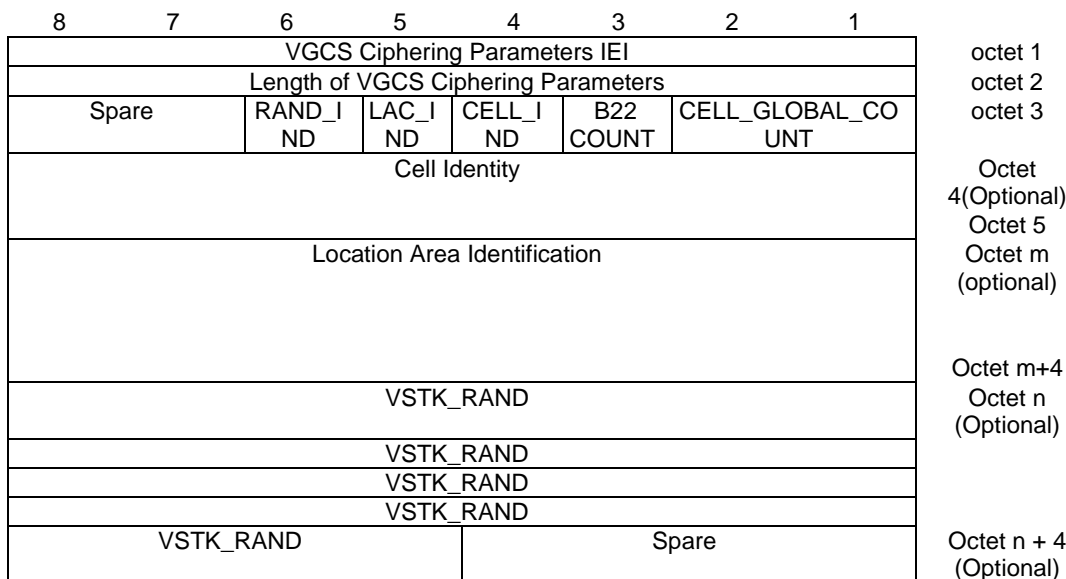 8 7 6 5 4 3 2 1
VGCS Ciphering Parameters IEI octet 1
Length of VGCS Ciphering Parameters octet 2
Spare RAND_I LAC_I CELL_I B22 CELL_GLOBAL_CO octet 3
ND ND ND COUNT UNT
Cell Identity Octet
4(Optional)
Octet 5
Location Area Identification Octet m
(optional)
Octet m+4
VSTK_RAND Octet n
(Optional)
VSTK_RAND
VSTK_RAND
VSTK_RAND
VSTK_RAND Spare Octet n + 4
(Optional)